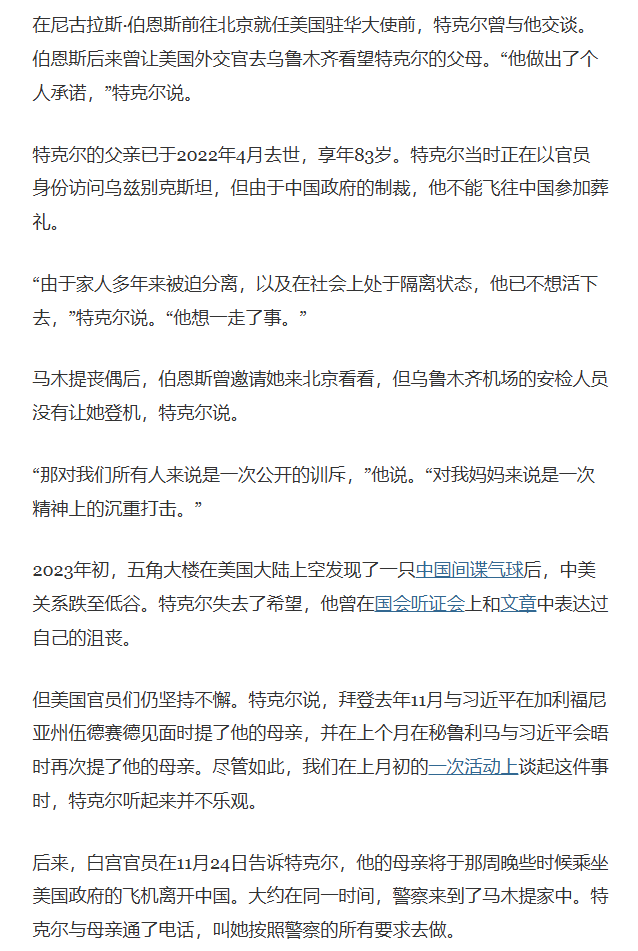 在尼古拉斯·伯恩斯前往北京就任美国驻华大使前，特克尔曾与他交谈。
伯恩斯后来曾让美国外交官去乌鲁木齐看望特克尔的父母。“他做出了个
人承诺，”特克尔说。
特克尔的父亲已于2022年4月去世，享年83岁。特克尔当时正在以官员
身份访问乌兹别克斯坦，但由于中国政府的制裁，他不能飞往中国参加葬
礼。
“由于家人多年来被迫分离，以及在社会上处于隔离状态，他已不想活下
去，”特克尔说。“他想一走了事。”
马木提丧偶后，伯恩斯曾邀请她来北京看看，但乌鲁木齐机场的安检人员
没有让她登机，特克尔说。
“那对我们所有人来说是一次公开的训斥，”他说。“对我妈妈来说是一次
精神上的沉重打击。”
2023年初，五角大楼在美国大陆上空发现了一只中国间谍气球后，中美
关系跌至低谷。特克尔失去了希望，他曾在国会听证会上和文章中表达过
自己的沮丧。
但美国官员们仍坚持不懈。特克尔说，拜登去年11月与习近平在加利福尼
亚州伍德赛德见面时提了他的母亲，并在上个月在秘鲁利马与习近平会晤
时再次提了他的母亲。尽管如此，我们在上月初的一次活动上谈起这件事
时，特克尔听起来并不乐观。
后来，白宫官员在11月24日告诉特克尔，他的母亲将于那周晚些时候乘坐
美国政府的飞机离开中国。大约在同一时间，警察来到了马木提家中。特
克尔与母亲通了电话，叫她按照警察的所有要求去做。